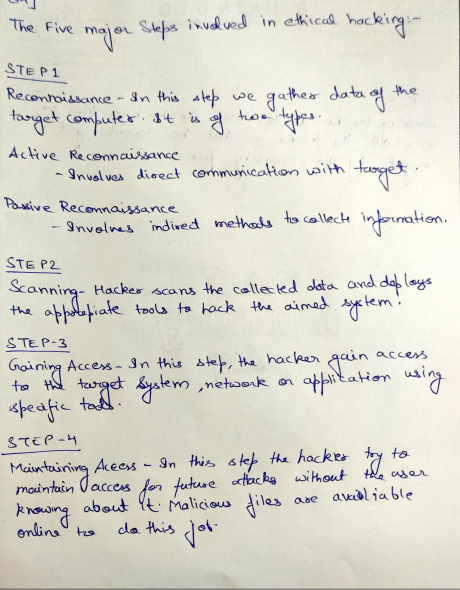 The Five major Steps involved in ethical hacking:-
STEP 1
Reconnaissance - In this step we gather data of the
target computer. It is of two types.
Active Reconnaissance
- Involves direct communication with target.
Passive Reconnaissance
- Involves indirect methods to collect information.
STEP2
Scanning - Hacker scans the collected data and deploys
the appropiate tools to hack the aimed system.
STEP-3
Gaining Access - In this step, the hacker gain access
to the target system, network or application using
specific tools.
STEP-4
Maintaining Access - In this step the hacker try to
maintain access for future attacks without the user
knowing about it. Malicious files are availiable
online to do this job.